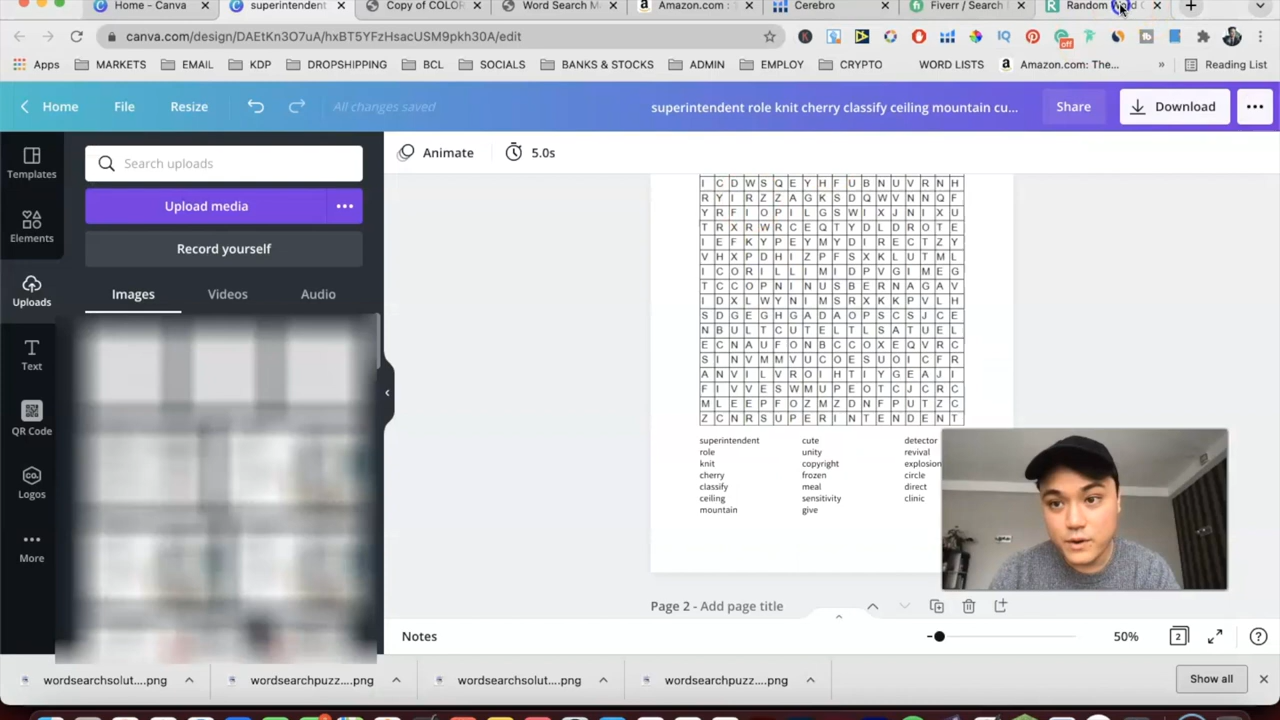 Home - Canva
superintendent
Copy of COLOR
Word Search M
Amazon.com :
Cerebro
Fiverr / Search
Random Word
canva.com/design/DAEtKn3O7uA/hxBT5YFzHsacUSM9pkh30A/edit
off
Apps
MARKETS
EMAIL
KDP
DROPSHIPPING
BCL
SOCIALS
BANKS & STOCKS
ADMIN
EMPLOY
CRYPTO
WORD LISTS
Amazon.com: The...
»
Reading List
Home
File
Resize
All changes saved
superintendent role knit cherry classify ceiling mountain cu...
Share
Download
Templates
Elements
Uploads
Text
QR Code
Logos
More
Search uploads
Upload media
Record yourself
Images
Videos
Audio
Animate
5.0s
I C D W S Q E Y H F U B N U V R N H
R Y I R Z Z A G K S D Q W V N N Q F
Y R F I O P I L G S W I X J N I X U
T R X R W R C E Q T Y D L D R O T E
I E F K Y P E Y M Y D I R E C T Z Y
V H X P D H I Z P F S X K L U T M L
I C O R I L L I M I D P V G I M E G
T C C O P N I N U S B E R N A G A V
I D X L W Y N I M S R X K K P V L H
S D G E G H G A D A O P S C S J C E
N B U L T C U T E L T L S A T U E L
E C N A U F O N B C C O X E Q V R C
S I N V M M V U C O E S U O I C F R
A N V I L V R O I H T I Y G E A J I
F I V V E S W M U P E O T C J C R C
M L E E P F O Z M Z D N F P U T Z C
Z C N R S U P E R I N T E N D E N T
superintendent
role
knit
cherry
classify
ceiling
mountain
cute
unity
copyright
frozen
meal
sensitivity
give
detector
revival
explosion
circle
direct
clinic
Page 2 - Add page title
Notes
50%
2
wordsearchsolut....png
wordsearchpuzz....png
wordsearchsolut....png
wordsearchpuzz....png
Show all